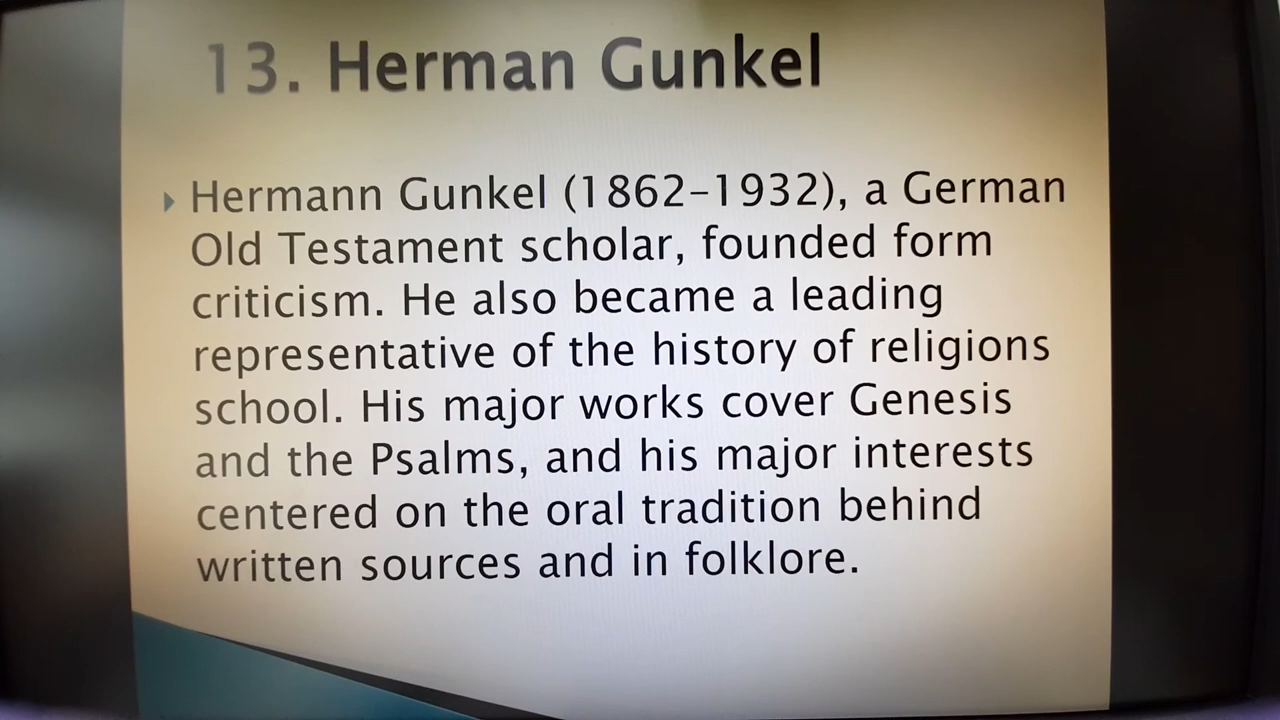 13. Herman Gunkel
Hermann Gunkel (1862-1932), a German
Old Testament scholar, founded form
criticism. He also became a leading
representative of the history of religions
school. His major works cover Genesis
and the Psalms, and his major interests
centered on the oral tradition behind
written sources and in folklore.